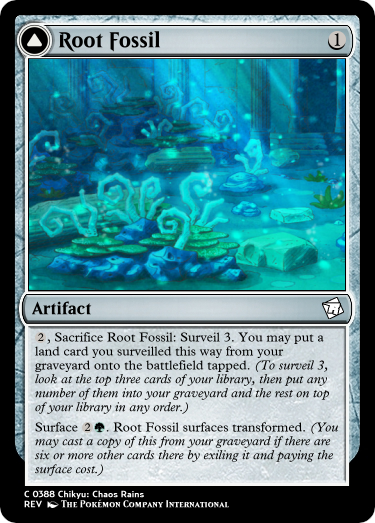 Root Fossil 1
Artifact
2, Sacrifice Root Fossil: Surveil 3. You may put a
land card you surveilled this way from your
graveyard onto the battlefield tapped. (To surveil 3,
look at the top three cards of your library, then put any
number of them into your graveyard and the rest on top
of your library in any order.)
Surface 2. Root Fossil surfaces transformed. (You
may cast a copy of this from your graveyard if there are
six or more other cards there by exiling it and paying the
surface cost.)
C 0388 Chikyu: Chaos Rains
REV The Pokémon Company International